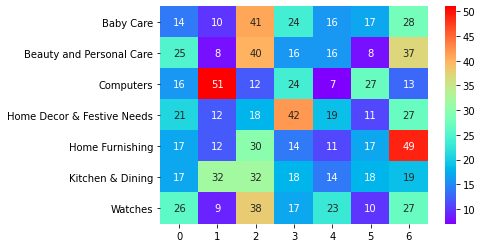 Baby Care 14 10 41 24 16 17 28
Beauty and Personal Care 25 8 40 16 16 8 37
Computers 16 51 12 24 7 27 13
Home Decor & Festive Needs 21 12 18 42 19 11 27
Home Furnishing 17 12 30 14 11 17 49
Kitchen & Dining 17 32 32 18 14 18 19
Watches 26 9 38 17 23 10 27
0 1 2 3 4 5 6
50
40
30
20
10